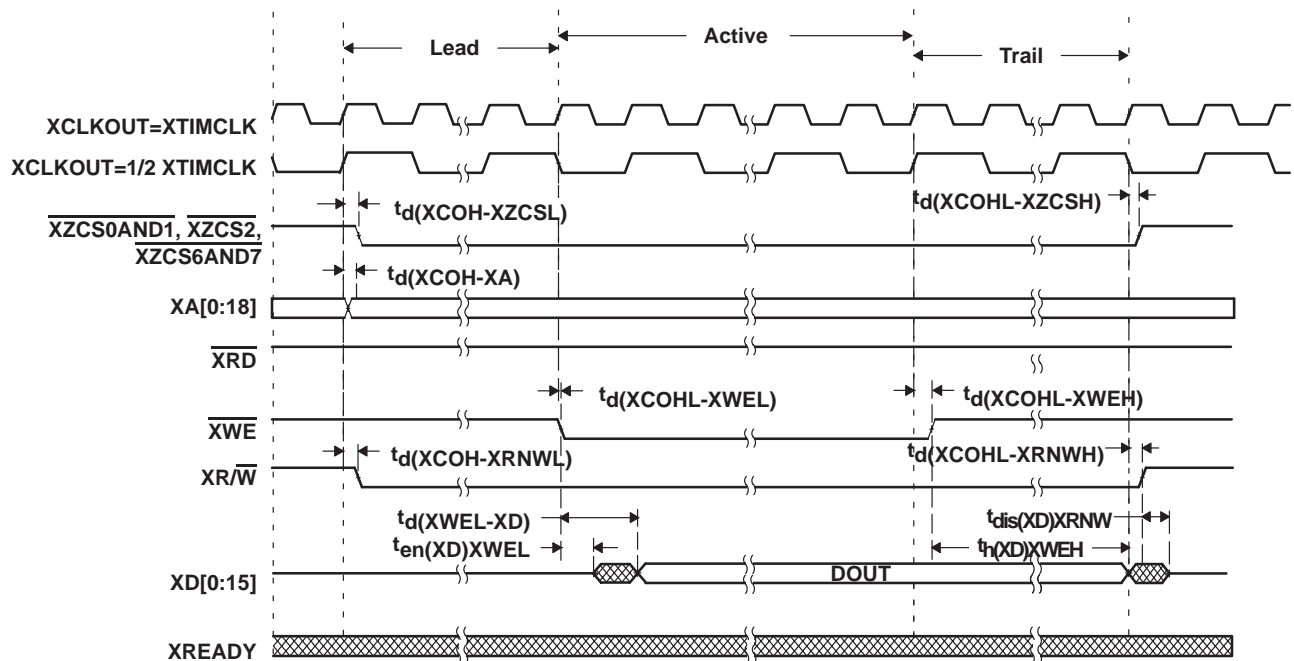 Lead
Active
Trail
XCLKOUT=XTIMCLK
XCLKOUT=1/2 XTIMCLK
td(XCOH-XZCSL)
td(XCOHL-XZCSH)
XZCS0AND1, XZCS2,
XZCS6AND7
td(XCOH-XA)
XA[0:18]
XRD
td(XCOHL-XWEL)
td(XCOHL-XWEH)
XWE
td(XCOH-XRNWL)
td(XCOHL-XRNWH)
XR/W
td(XWEL-XD)
tdis(XD)XRNW
ten(XD)XWEL
th(XD)XWEH
XD[0:15]
DOUT
XREADY